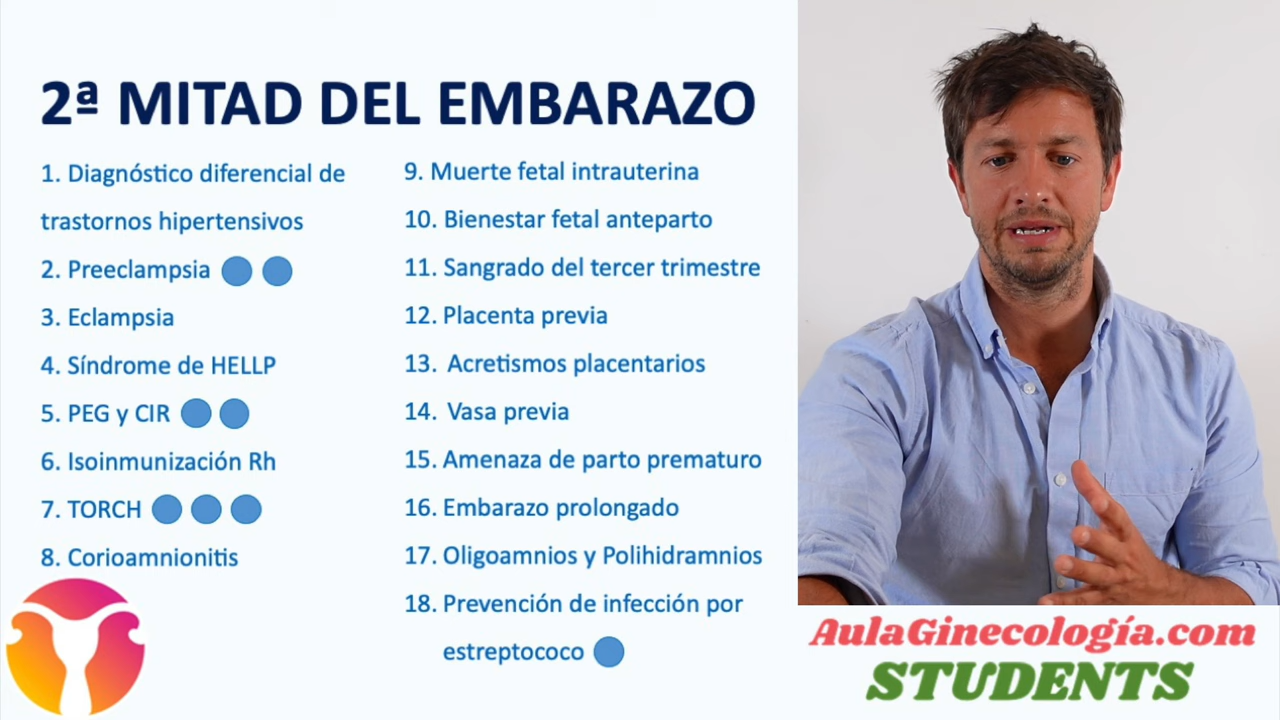 2ª MITAD DEL EMBARAZO
1. Diagnóstico diferencial de
trastornos hipertensivos
2. Preeclampsia
3. Eclampsia
4. Síndrome de HELLP
5. PEG y CIR
6. Isoinmunización Rh
7. TORCH
8. Corioamnionitis
9. Muerte fetal intrauterina
10. Bienestar fetal anteparto
11. Sangrado del tercer trimestre
12. Placenta previa
13. Acretismos placentarios
14. Vasa previa
15. Amenaza de parto prematuro
16. Embarazo prolongado
17. Oligoamnios y Polihidramnios
18. Prevención de infección por
estreptococo
AulaGinecología.com
STUDENTS